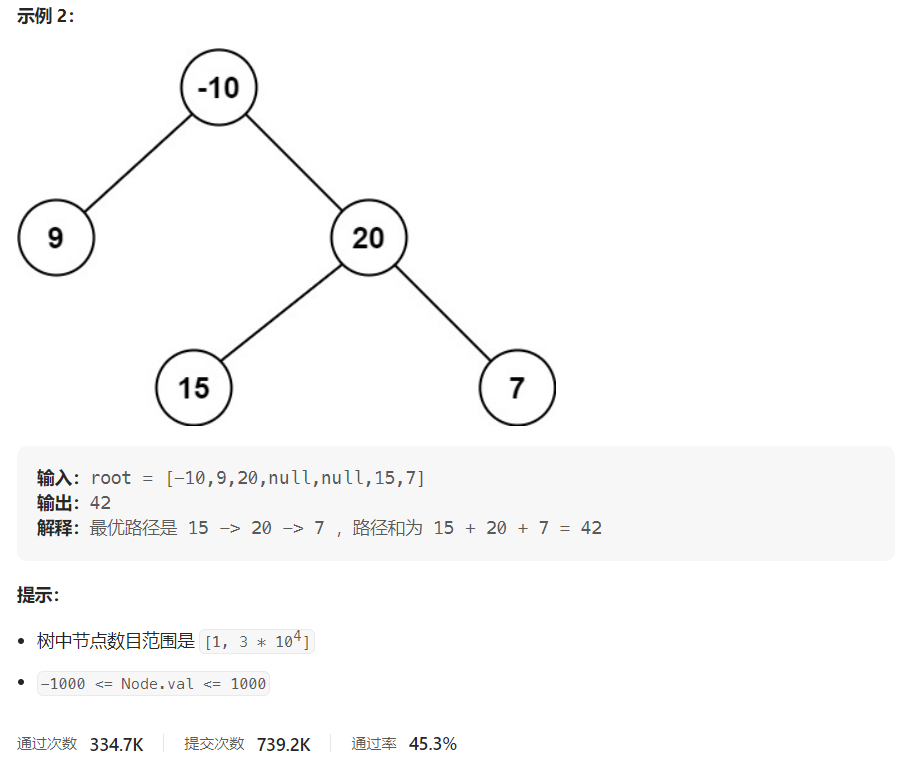 示例 2：
-10
9
20
15
7
输入：root = [-10,9,20,null,null,15,7]
输出：42
解释：最优路径是 15 -> 20 -> 7 ，路径和为 15 + 20 + 7 = 42
提示：
• 树中节点数目范围是 [1, 3 * 10⁴]
• -1000 <= Node.val <= 1000
通过次数 334.7K 提交次数 739.2K 通过率 45.3%